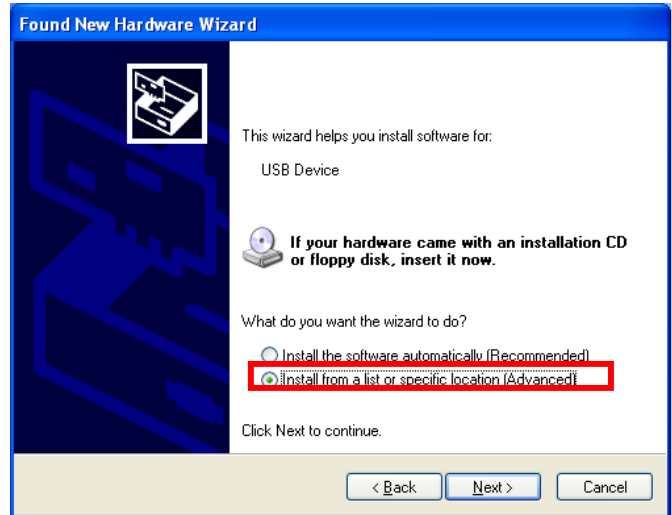 Found New Hardware Wizard
This wizard helps you install software for:
USB Device
If your hardware came with an installation CD
or floppy disk, insert it now.
What do you want the wizard to do?
Install the software automatically (Recommended)
Install from a list or specific location (Advanced)
Click Next to continue.
< Back Next > Cancel